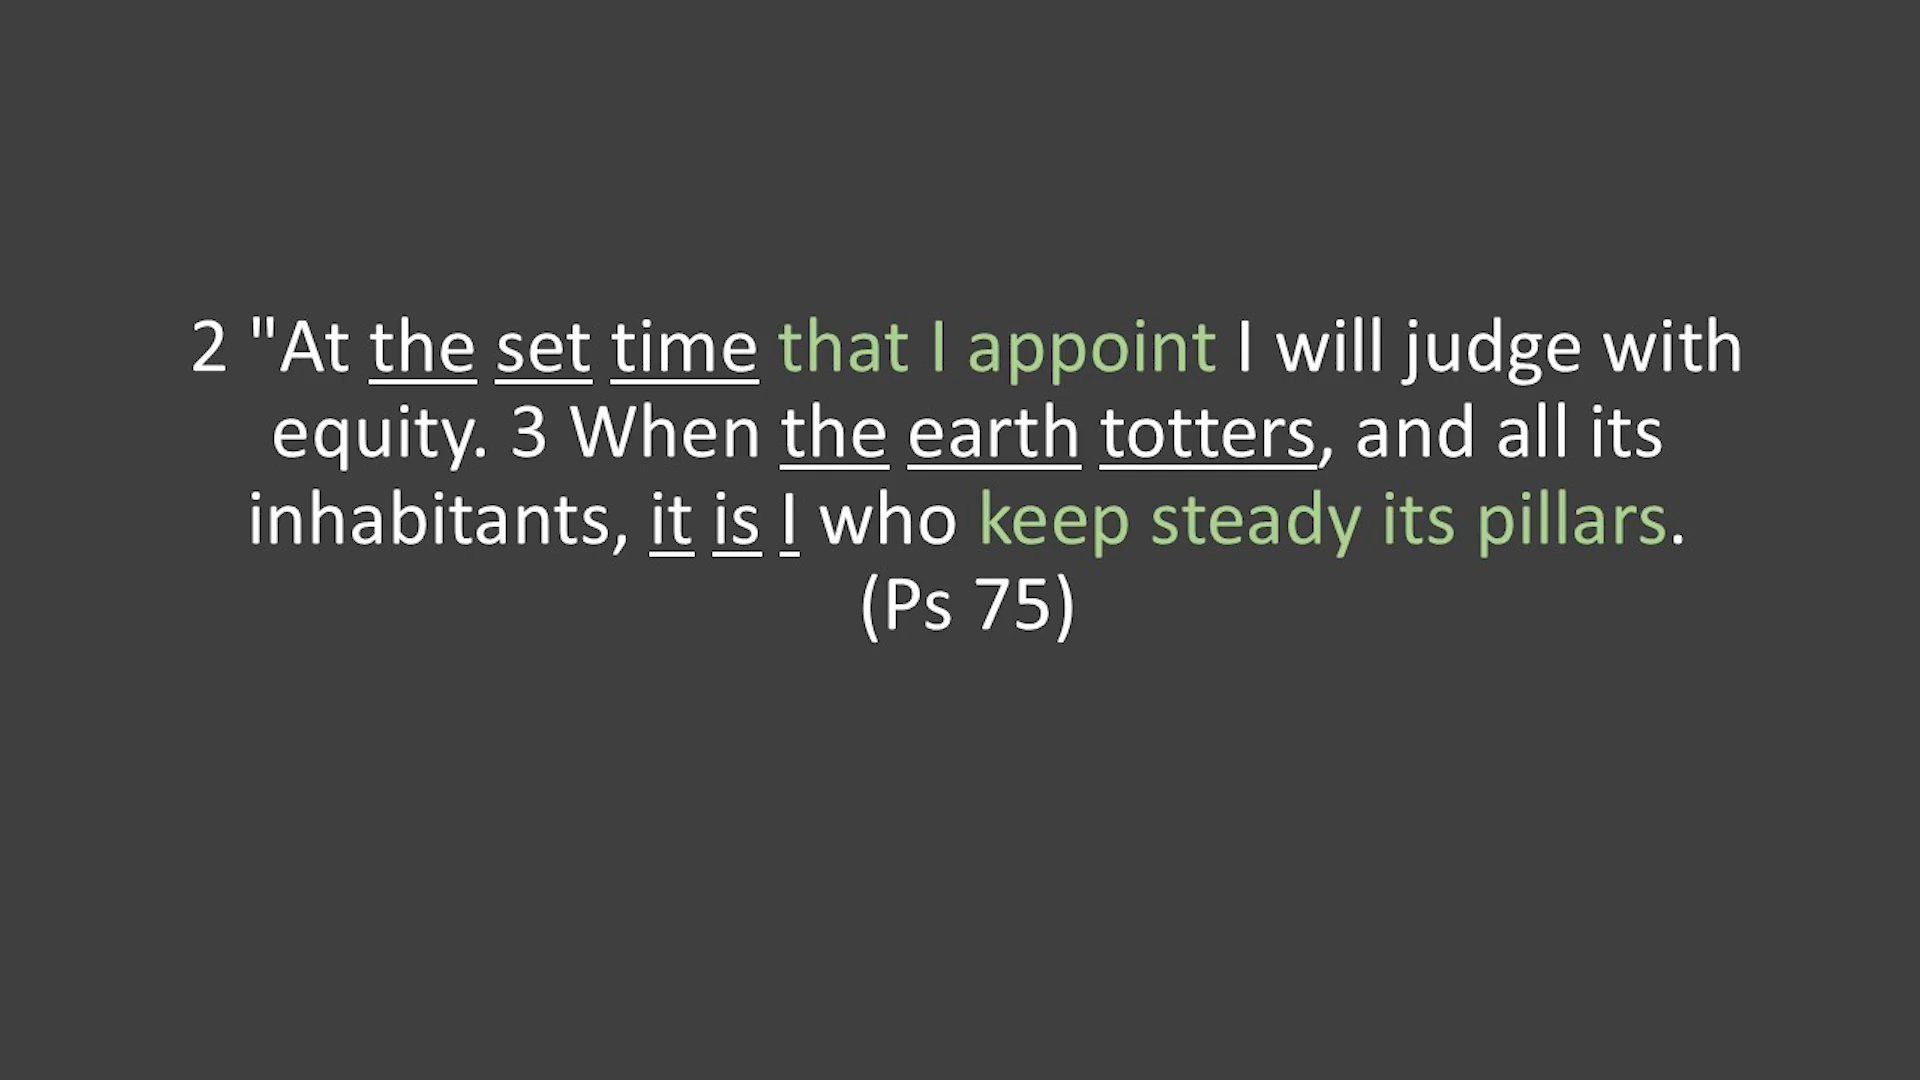 2 "At the set time that I appoint I will judge with
equity. 3 When the earth totters, and all its
inhabitants, it is I who keep steady its pillars.
(Ps 75)